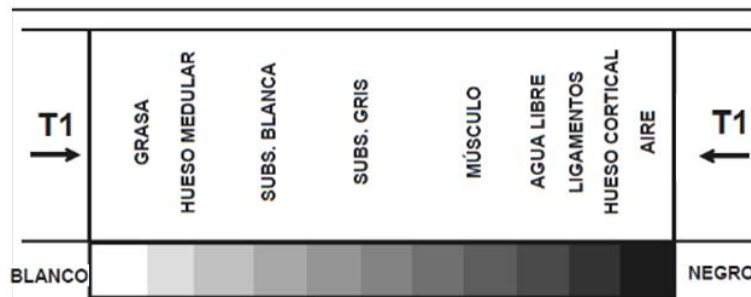 T1
GRASA
HUESO MEDULAR
SUBS. BLANCA
SUBS. GRIS
MÚSCULO
AGUA LIBRE
LIGAMENTOS
HUESO CORTICAL
AIRE
T1
BLANCO
NEGRO